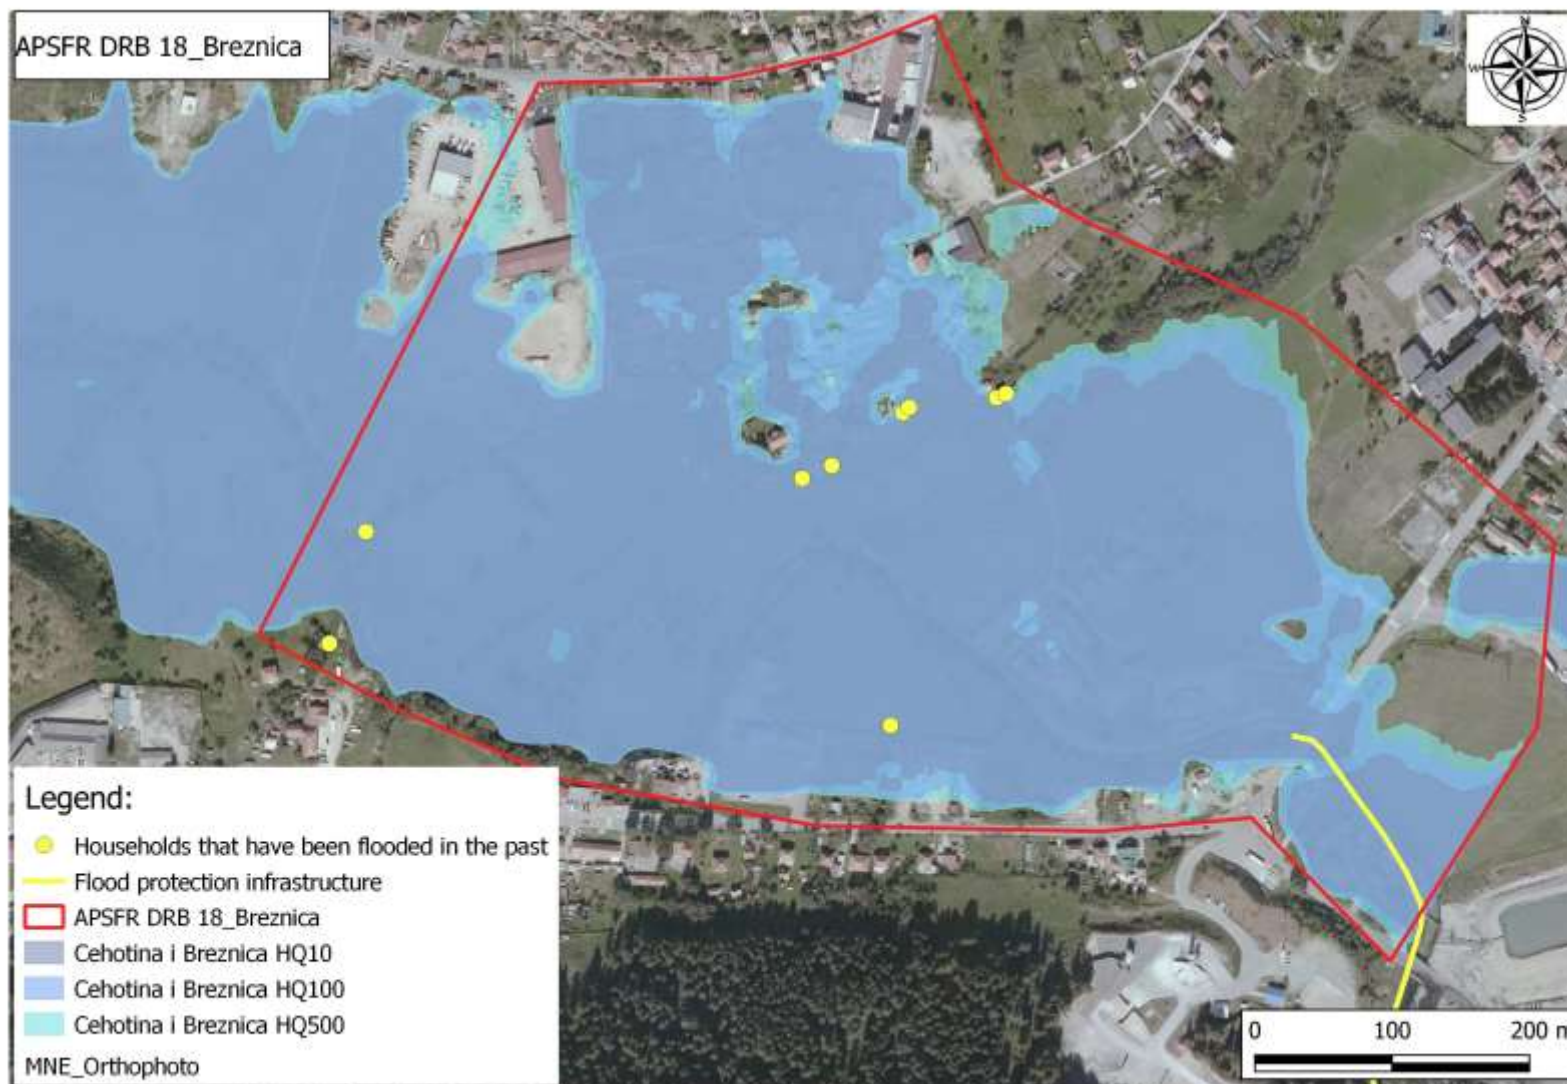 APSFR DRB 18_Breznica
N
W
E
S
Legend:
Households that have been flooded in the past
Flood protection infrastructure
APSFR DRB 18_Breznica
Cehotina i Breznica HQ10
Cehotina i Breznica HQ100
Cehotina i Breznica HQ500
MNE_Orthophoto
0 100 200 m